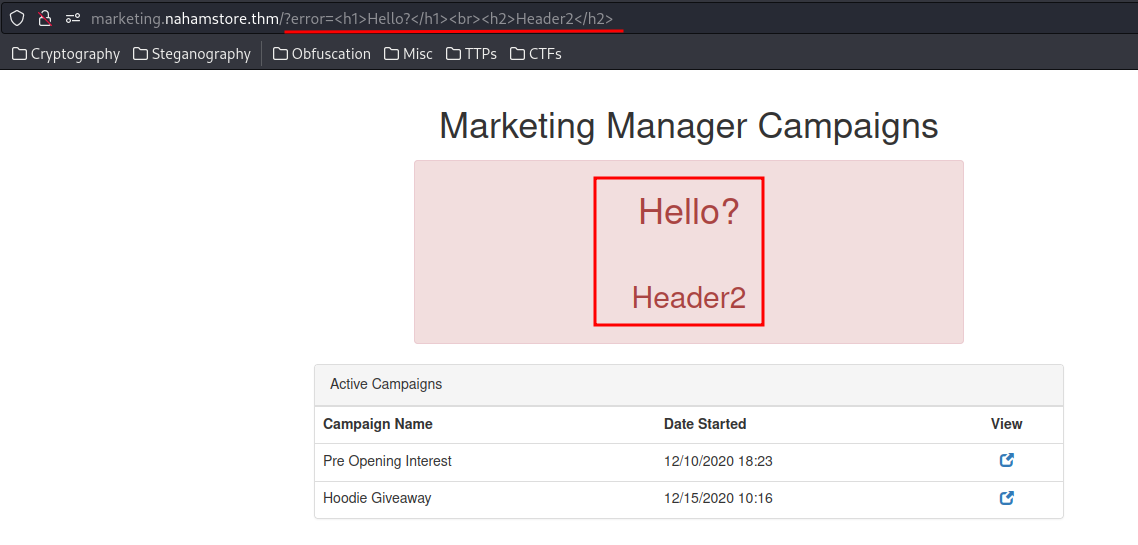 marketing.nahamstore.thm/?error=<h1>Hello?</h1><br><h2>Header2</h2>
Cryptography Steganography Obfuscation Misc TTPs CTFs
Marketing Manager Campaigns
Hello?
Header2
Active Campaigns
Campaign Name Date Started View
Pre Opening Interest 12/10/2020 18:23
Hoodie Giveaway 12/15/2020 10:16